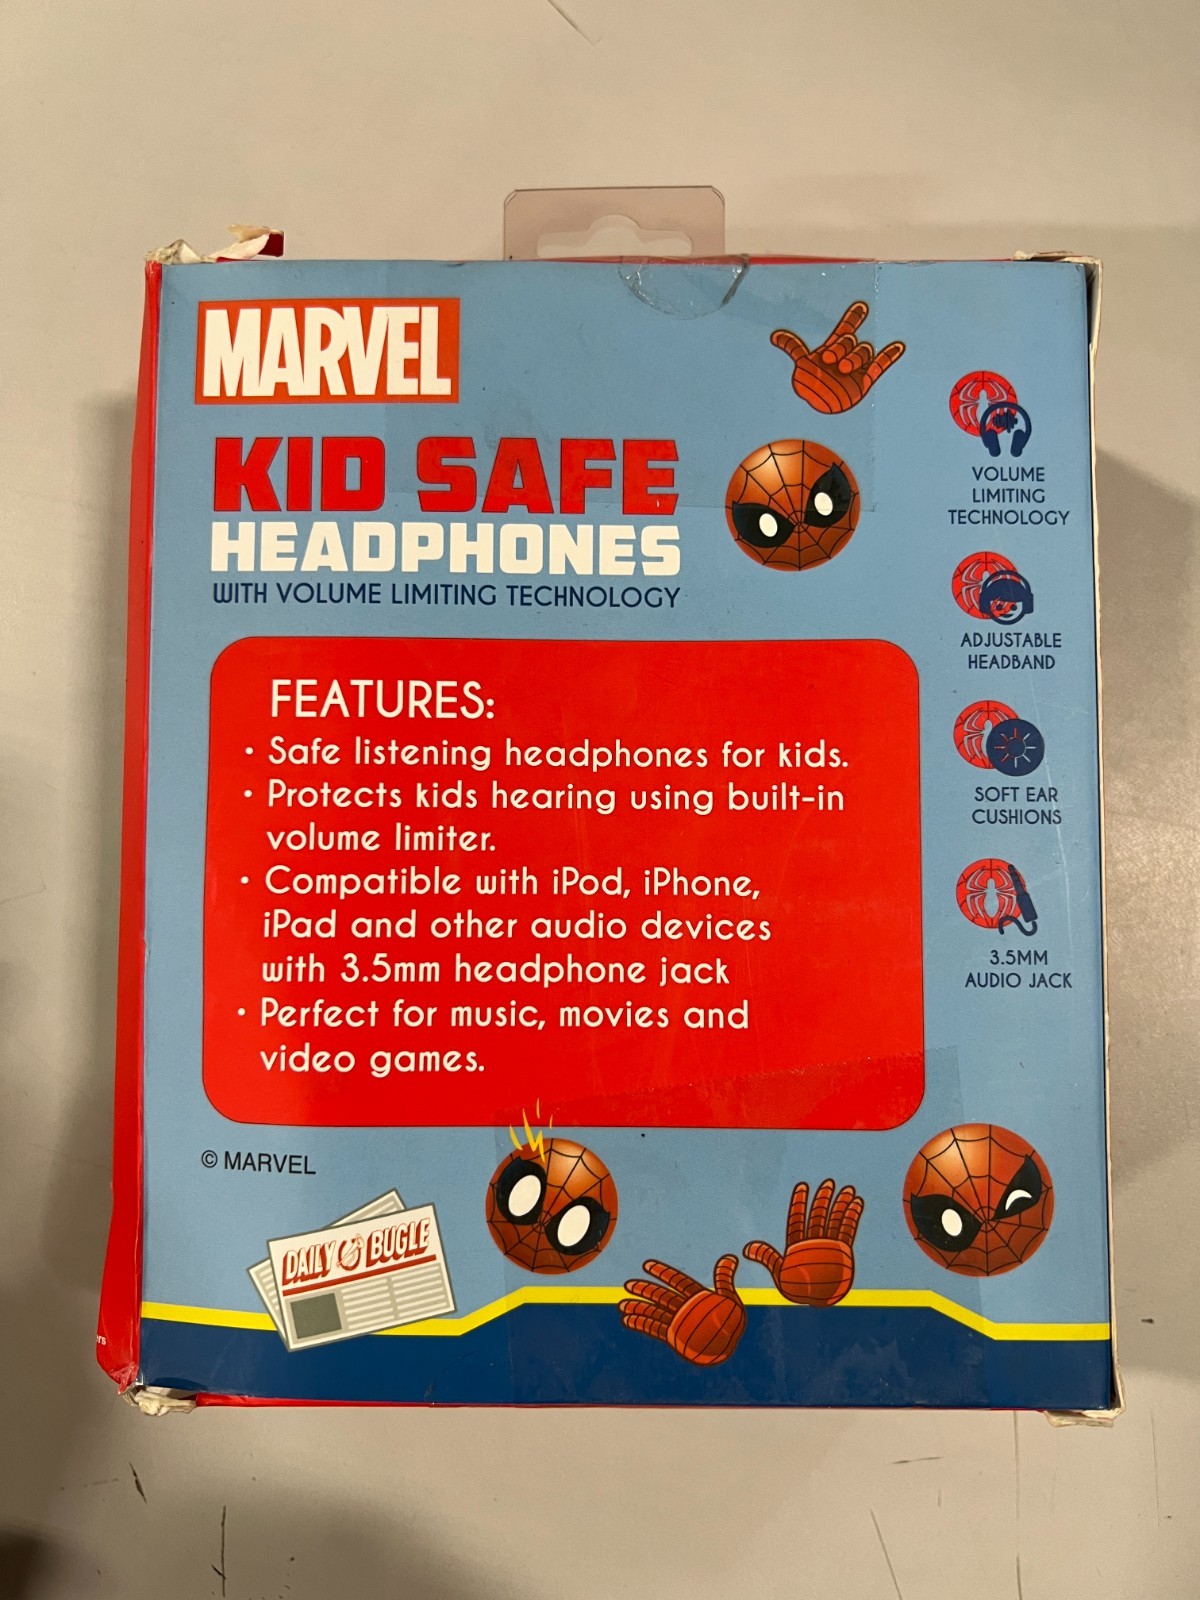 MARVEL
KID SAFE
HEADPHONES
WITH VOLUME LIMITING TECHNOLOGY
FEATURES:
• Safe listening headphones for kids.
• Protects kids hearing using built-in
volume limiter.
• Compatible with iPod, iPhone,
iPad and other audio devices
with 3.5mm headphone jack
• Perfect for music, movies and
video games.
VOLUME
LIMITING
TECHNOLOGY
ADJUSTABLE
HEADBAND
SOFT EAR
CUSHIONS
3.5MM
AUDIO JACK
© MARVEL
DAILY BUGLE